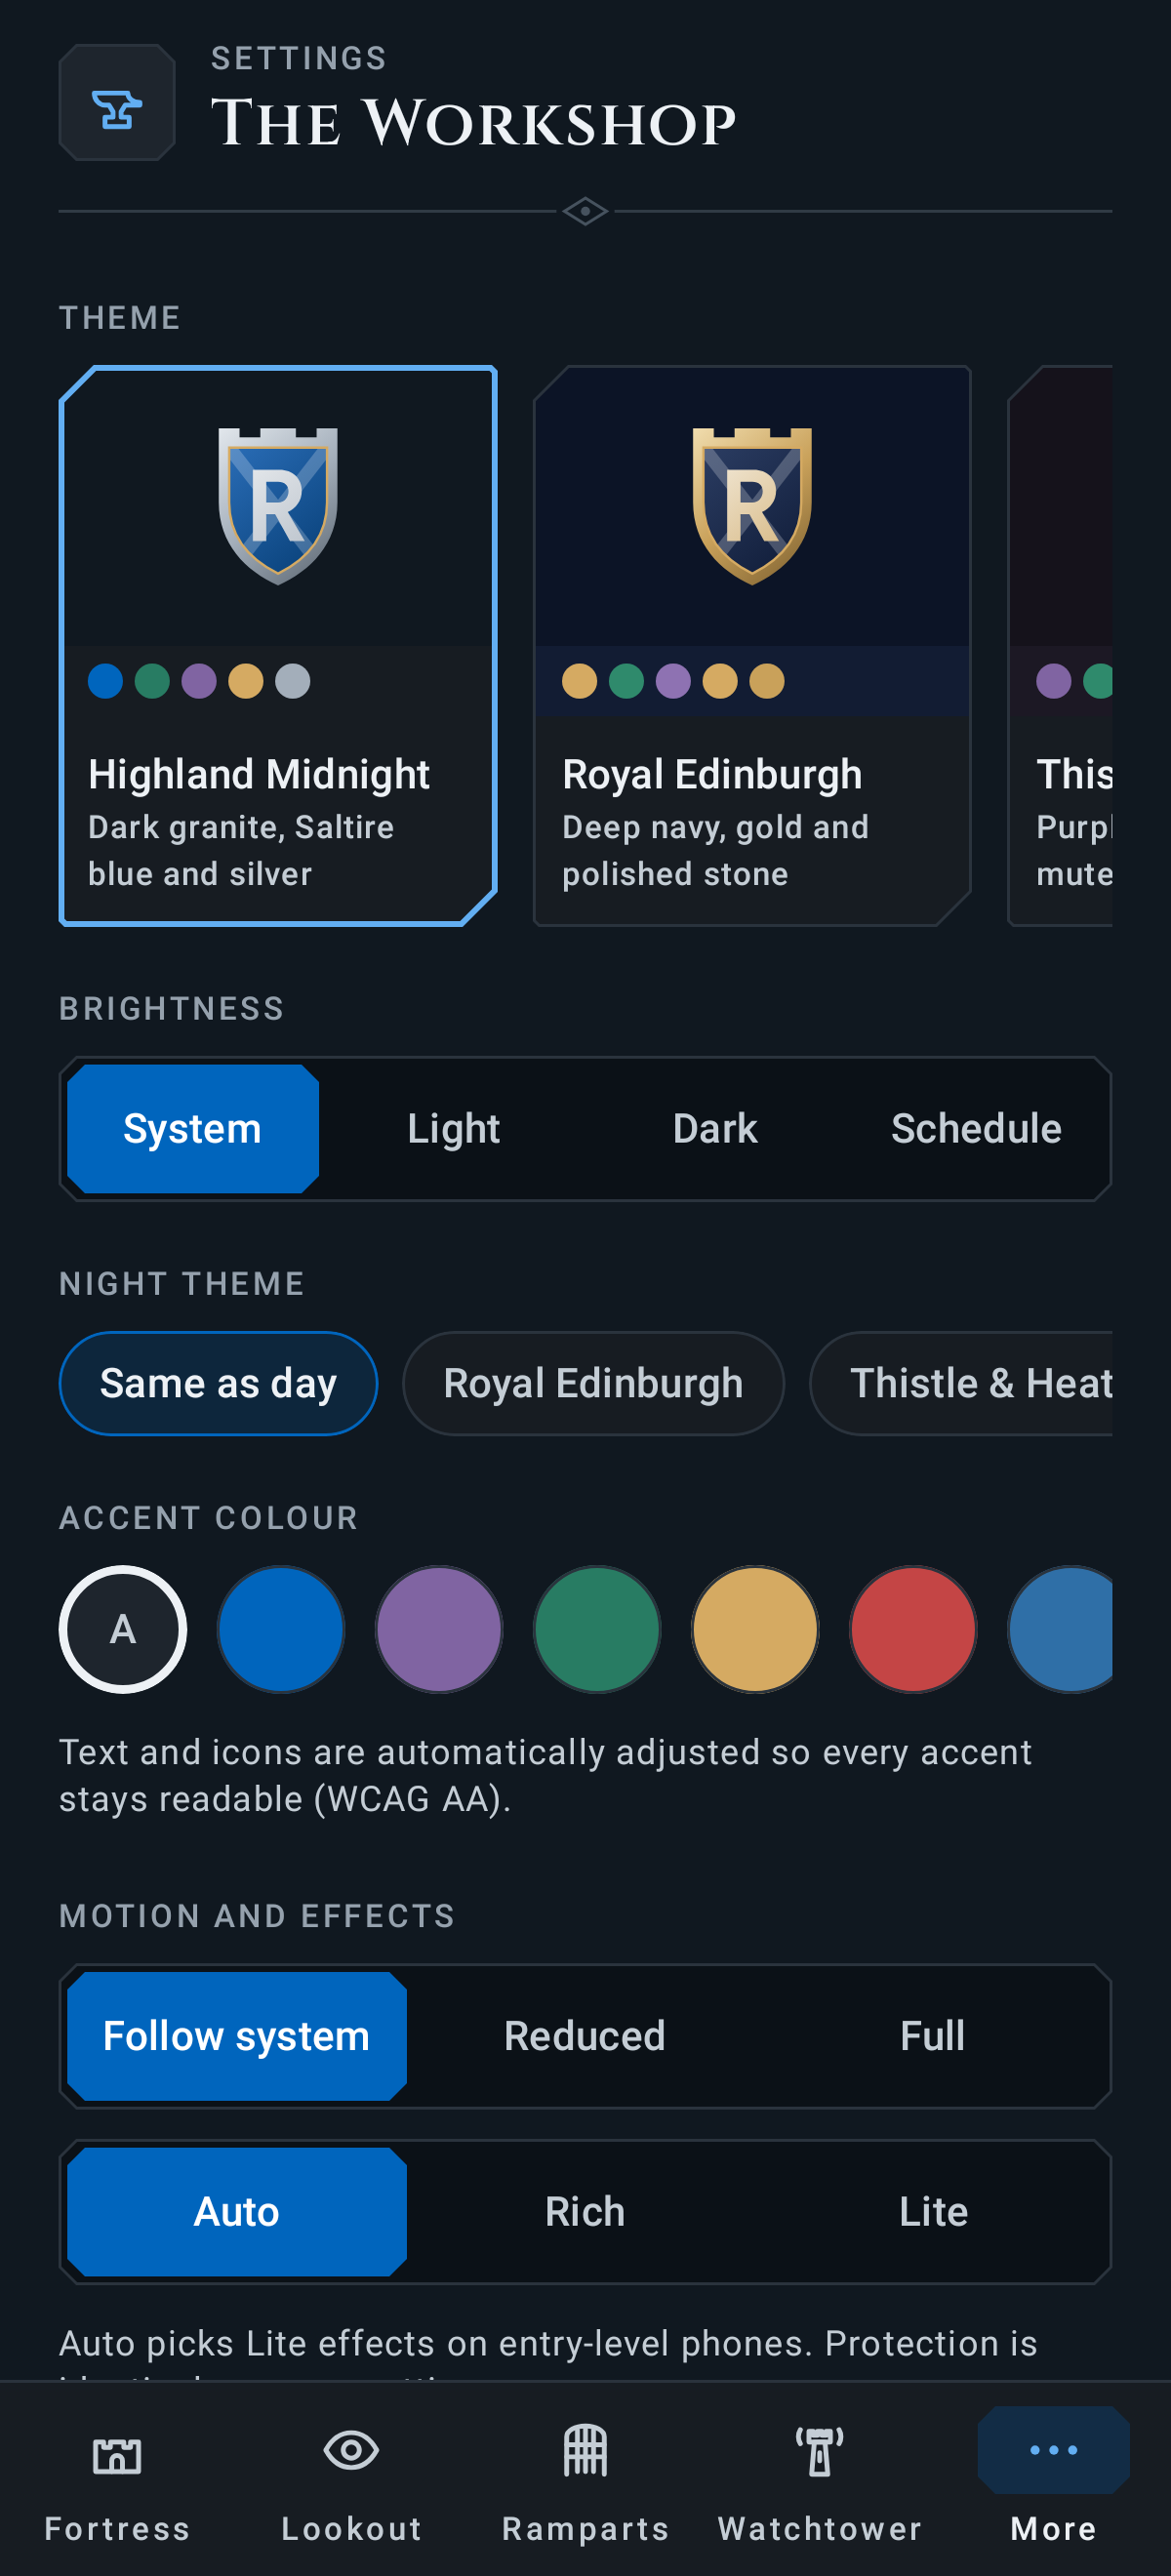 SETTINGS
The Workshop
THEME
R
R
Highland Midnight
Dark granite, Saltire
blue and silver
Royal Edinburgh
Deep navy, gold and
polished stone
BRIGHTNESS
System
Light
Dark
Schedule
NIGHT THEME
Same as day
Royal Edinburgh
Thistle &
ACCENT COLOUR
A
Text and icons are automatically adjusted so every accent
stays readable (WCAG AA).
MOTION AND EFFECTS
Follow system
Reduced
Full
Auto
Rich
Lite
Auto picks Lite effects on entry-level phones. Protection is
Fortress
Lookout
Ramparts
Watchtower
More